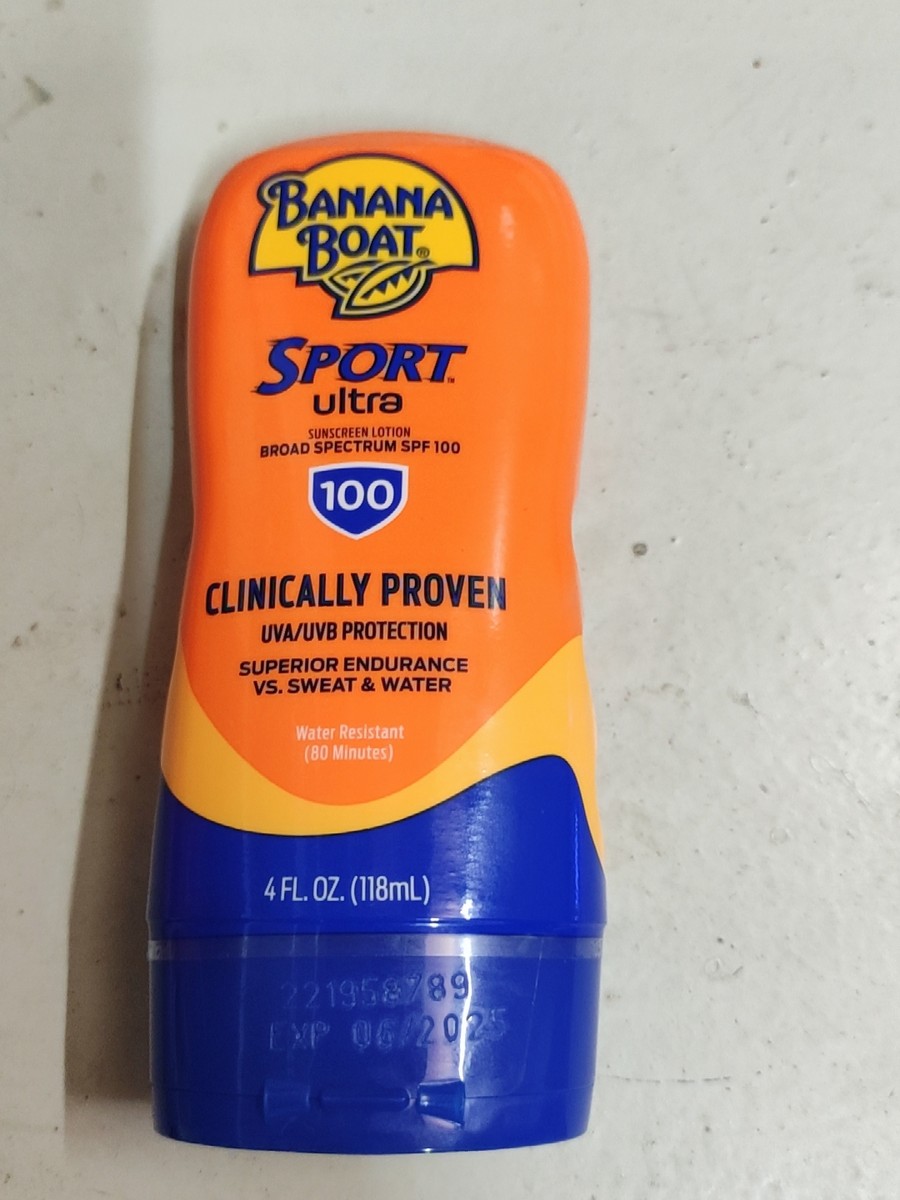 BANANA
BOAT®
SPORT™
ultra
SUNSCREEN LOTION
BROAD SPECTRUM SPF 100
100
CLINICALLY PROVEN
UVA/UVB PROTECTION
SUPERIOR ENDURANCE
VS. SWEAT & WATER
Water Resistant
(80 Minutes)
4 FL. OZ. (118mL)
221958789
EXP 06/2025